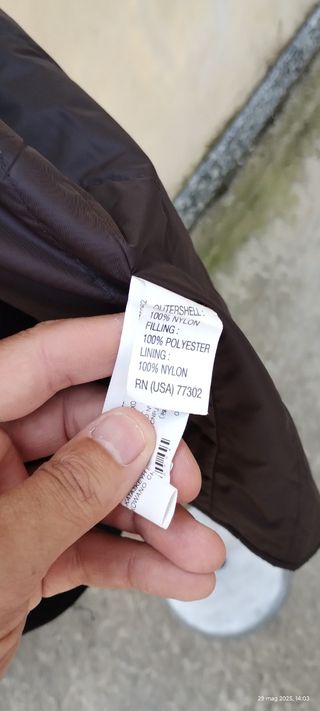 OUTERSHELL:
100% NYLON
FILLING :
100% POLYESTER
LINING :
100% NYLON
RN (USA) 77302
29 mag 2025, 14:03